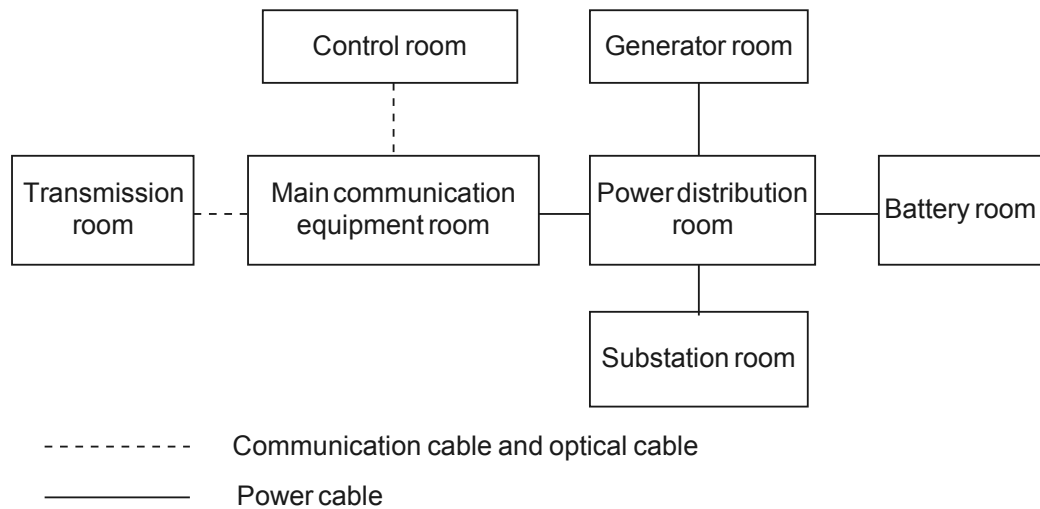 Control room
Generator room
Transmission
room
Main communication
equipment room
Power distribution
room
Battery room
Substation room
Communication cable and optical cable
Power cable